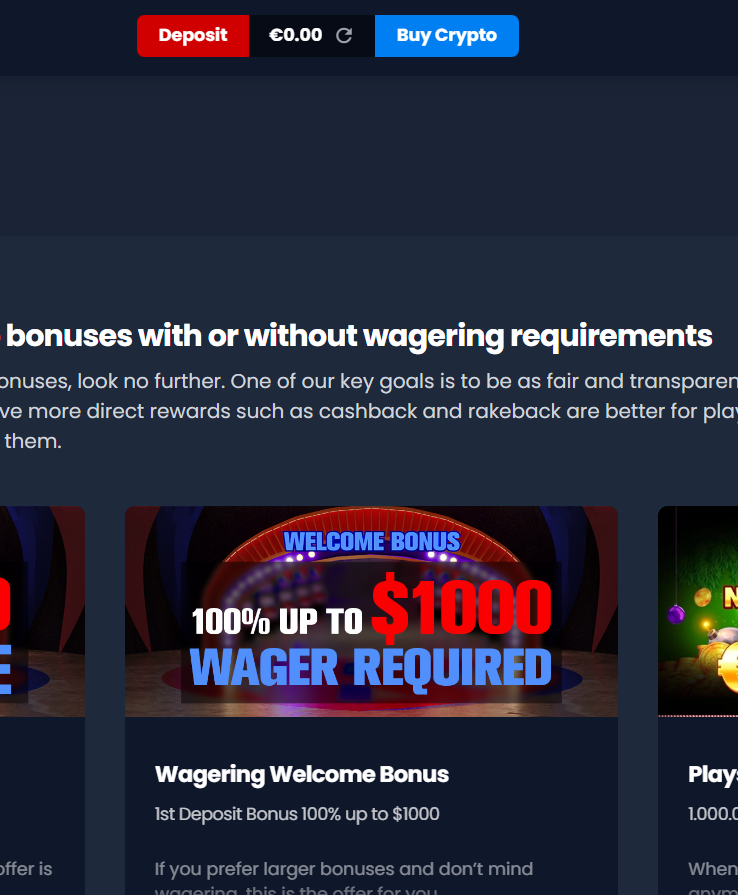 Deposit €0.00 Buy Crypto
bonuses with or without wagering requirements
onuses, look no further. One of our key goals is to be as fair and transparen
ve more direct rewards such as cashback and rakeback are better for play
them.
WELCOME BONUS
100% UP TO $1000
WAGER REQUIRED
E
N
Wagering Welcome Bonus
Plays
1st Deposit Bonus 100% up to $1000
1.000.0
offer is
If you prefer larger bonuses and don't mind
When
wagering, this is the offer for you
anym